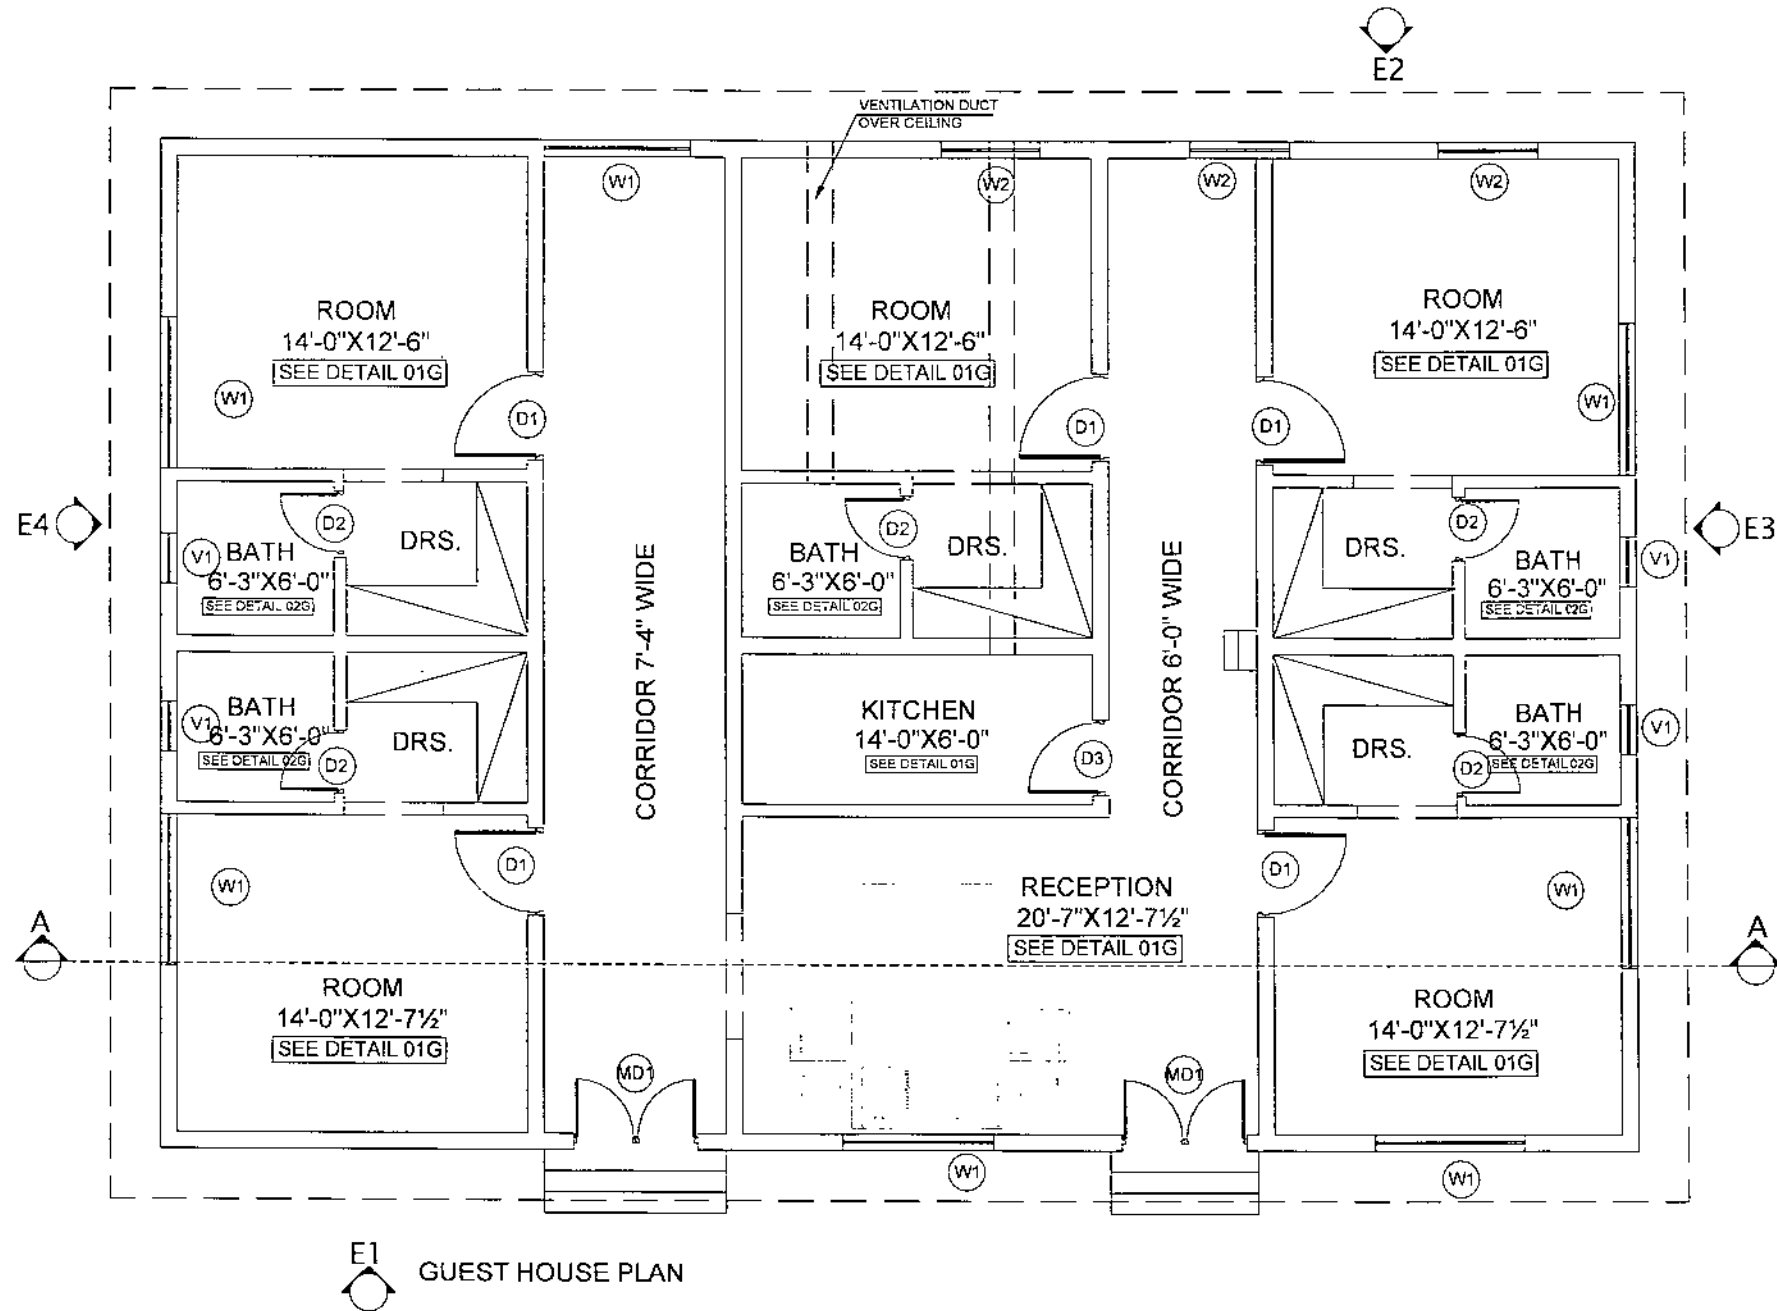 E2
VENTILATION DUCT
OVER CEILING
W1
W2
W2
W2
ROOM
14'-0"X12'-6"
SEE DETAIL 01G
ROOM
14'-0"X12'-6"
SEE DETAIL 01G
ROOM
14'-0"X12'-6"
SEE DETAIL 01G
W1
W1
D1
D1
D1
E4
E3
D2
D2
D2
V1
BATH
6'-3"X6'-0"
SEE DETAIL 02G
DRS.
BATH
6'-3"X6'-0"
SEE DETAIL 02G
DRS.
DRS.
BATH
6'-3"X6'-0"
SEE DETAIL 02G
V1
CORRIDOR 7'-4" WIDE
CORRIDOR 6'-0" WIDE
V1
BATH
6'-3"X6'-0"
SEE DETAIL 02G
D2
DRS.
KITCHEN
14'-0"X6'-0"
SEE DETAIL 01G
D3
DRS.
D2
BATH
6'-3"X6'-0"
SEE DETAIL 02G
V1
W1
D1
RECEPTION
20'-7"X12'-7½"
SEE DETAIL 01G
D1
W1
A
A
ROOM
14'-0"X12'-7½"
SEE DETAIL 01G
ROOM
14'-0"X12'-7½"
SEE DETAIL 01G
MD1
MD1
W1
W1
E1
GUEST HOUSE PLAN